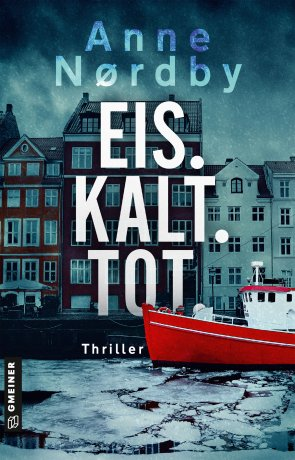 Anne
Nørdby
EIS.
KALT.
TOT
Thriller
GMEINER